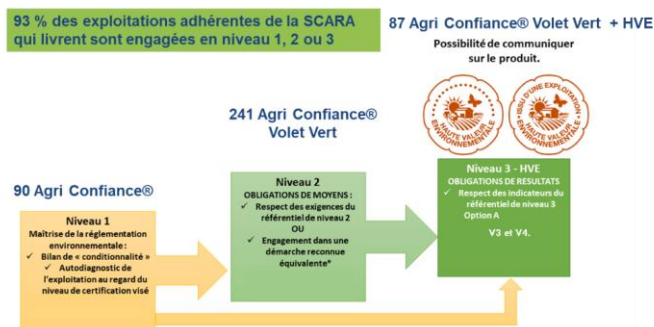 93 % des exploitations adhérentes de la SCARA
qui livrent sont engagées en niveau 1, 2 ou 3
87 Agri Confiance® Volet Vert + HVE
Possibilité de communiquer
sur le produit.
HAUTE VALEUR
ENVIRONNEMENTALE
ISSU D'UNE EXPLOITATION
HAUTE VALEUR
ENVIRONNEMENTALE
241 Agri Confiance®
Volet Vert
90 Agri Confiance®
Niveau 1
Maîtrise de la réglementation
environnementale :
✓ Bilan de « conditionnalité »
✓ Autodiagnostic de
l'exploitation au regard du
niveau de certification visé
Niveau 2
OBLIGATIONS DE MOYENS :
✓ Respect des exigences du
référentiel de niveau 2
OU
✓ Engagement dans une
démarche reconnue
équivalente*
Niveau 3 - HVE
OBLIGATIONS DE RESULTATS
✓ Respect des indicateurs du
référentiel de niveau 3
Option A
V3 et V4.